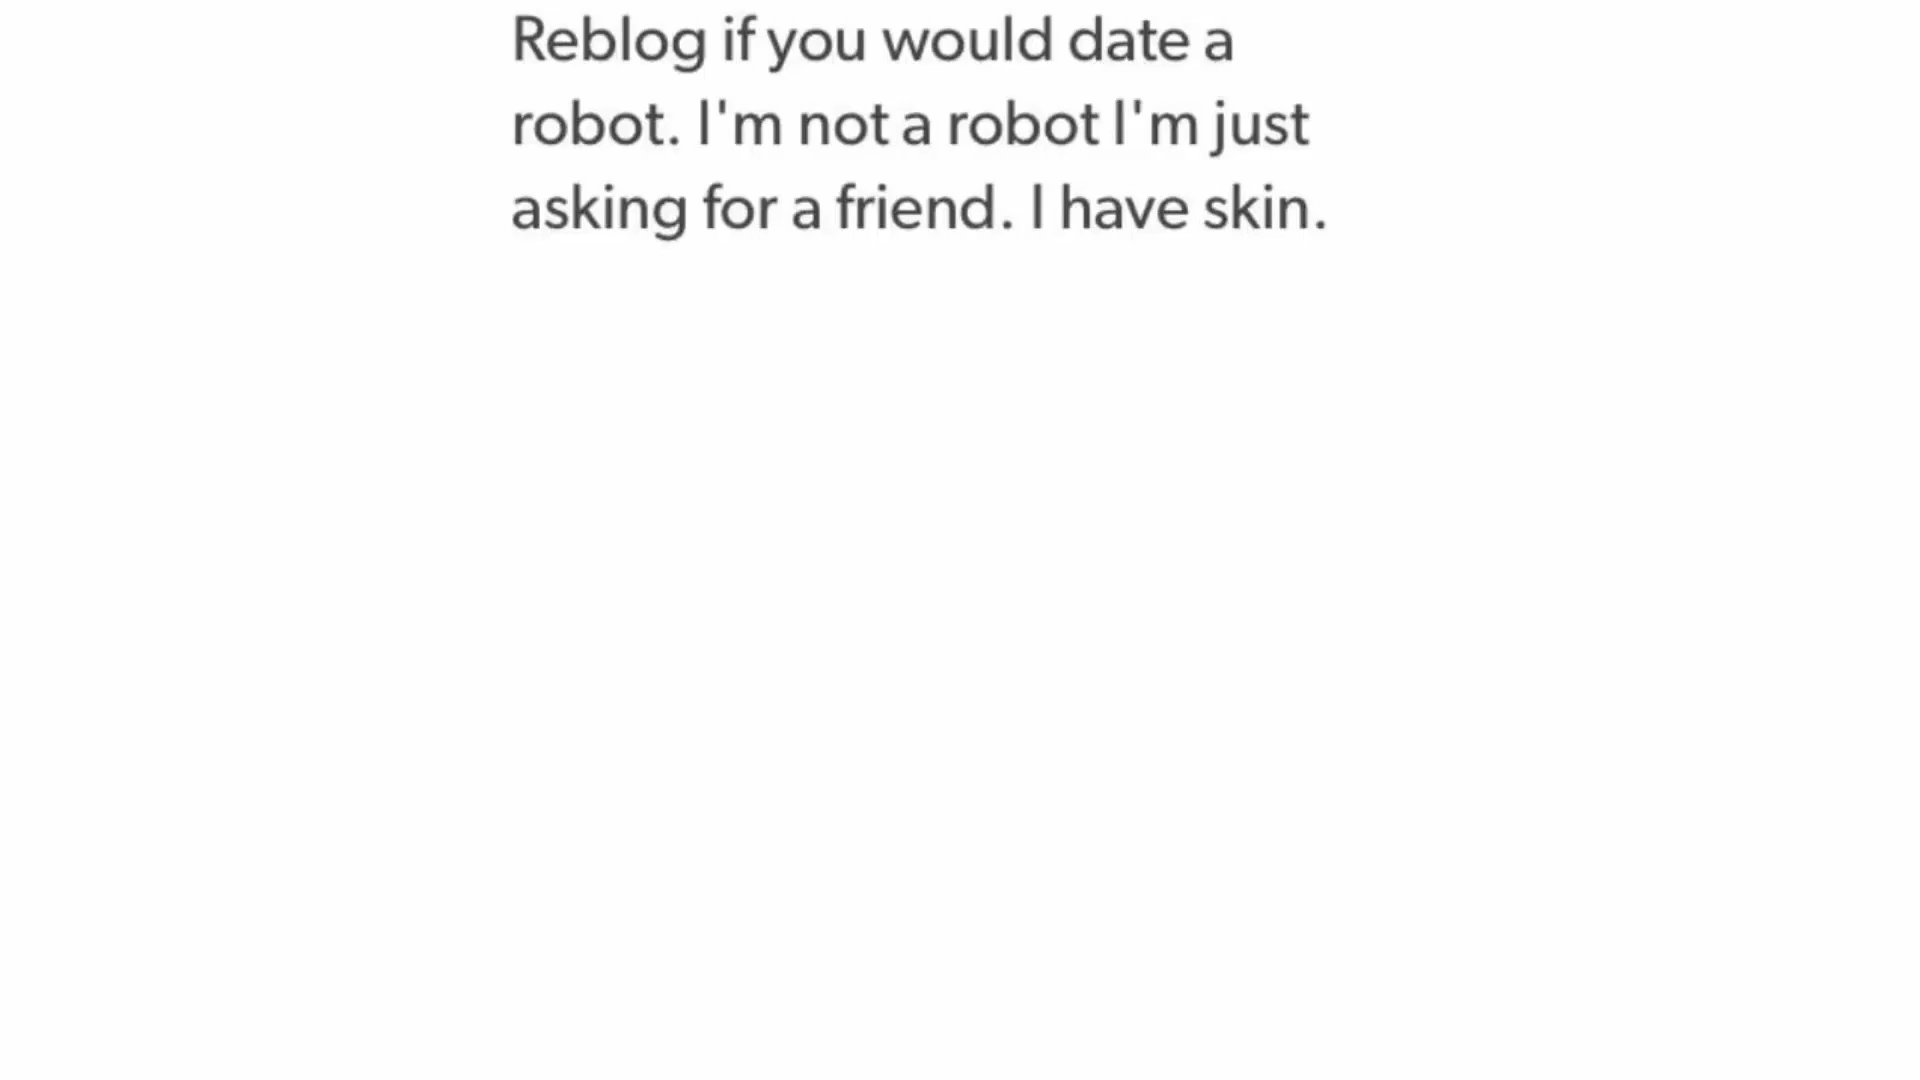 Reblog if you would date a
robot. I'm not a robot I'm just
asking for a friend. I have skin.